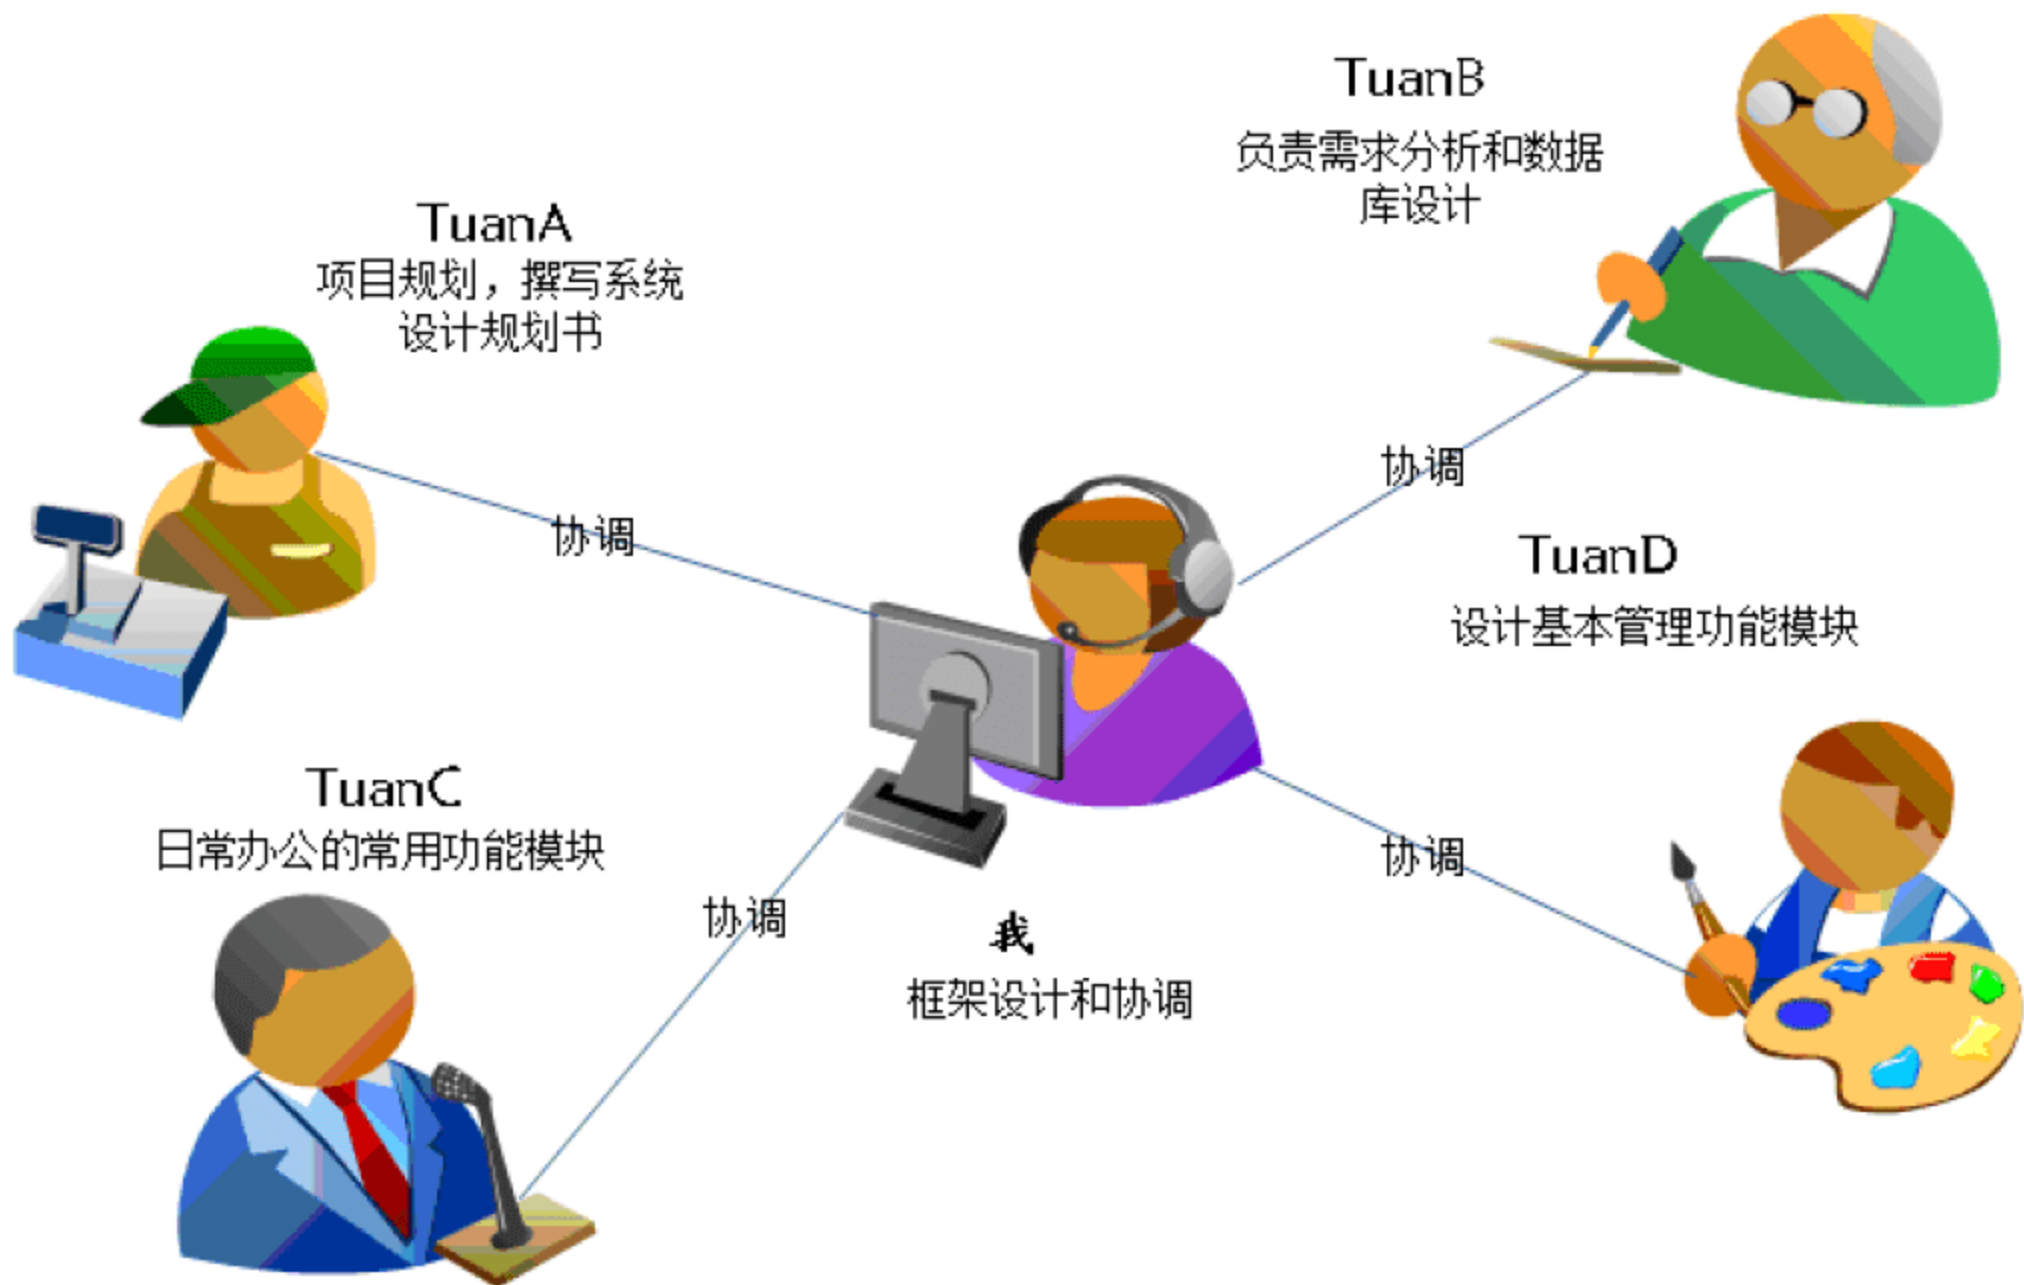 TuanB
负责需求分析和数据
库设计
TuanA
项目规划，撰写系统
设计规划书
协调
协调
TuanD
设计基本管理功能模块
TuanC
日常办公的常用功能模块
协调
协调
我
框架设计和协调